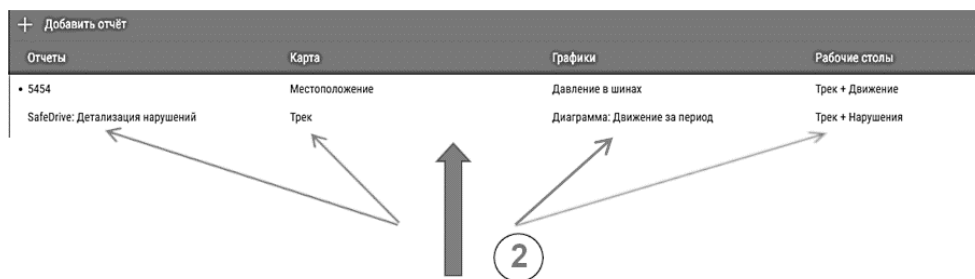 + Добавить отчёт
Отчеты Карта Графики Рабочие столы
• 5454 Местоположение Давление в шинах Трек + Движение
SafeDrive: Детализация нарушений Трек Диаграмма: Движение за период Трек + Нарушения
2